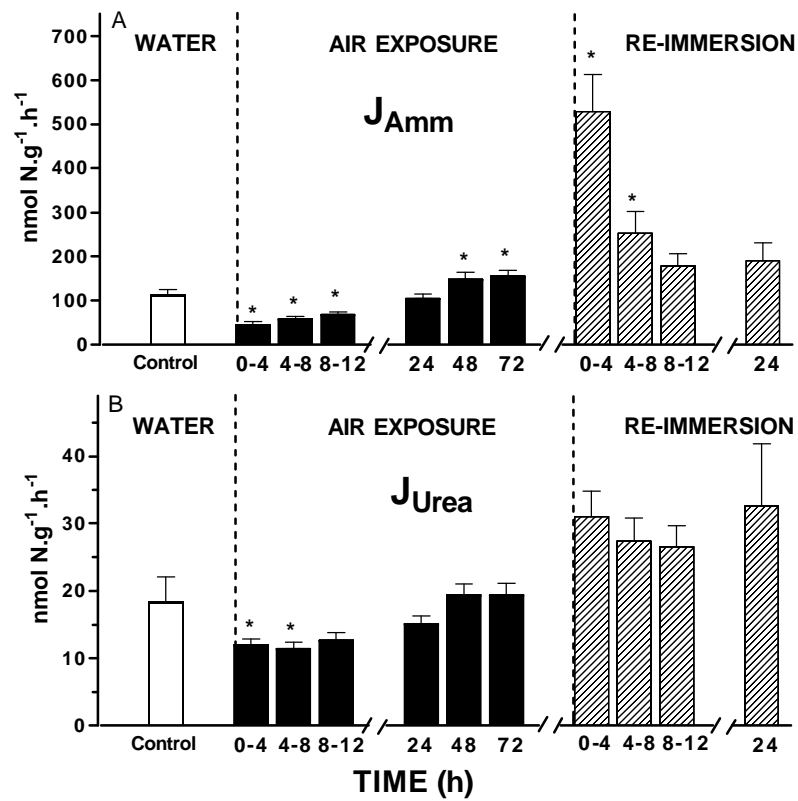 A
WATER AIR EXPOSURE RE-IMMERSION
J_Amm
nmol N.g⁻¹.h⁻¹
700
600
500
400
300
200
100
0
* * * * * * *
Control 0-4 4-8 8-12 24 48 72 0-4 4-8 8-12 24
B
WATER AIR EXPOSURE RE-IMMERSION
J_Urea
nmol N.g⁻¹.h⁻¹
40
30
20
10
0
* *
Control 0-4 4-8 8-12 24 48 72 0-4 4-8 8-12 24
TIME (h)